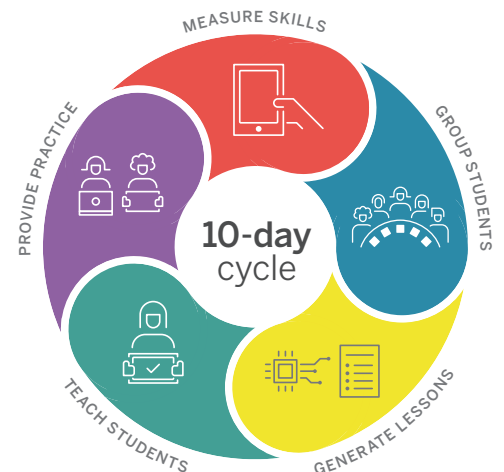 MEASURE SKILLS
GROUP STUDENTS
GENERATE LESSONS
TEACH STUDENTS
PROVIDE PRACTICE
10-day
cycle